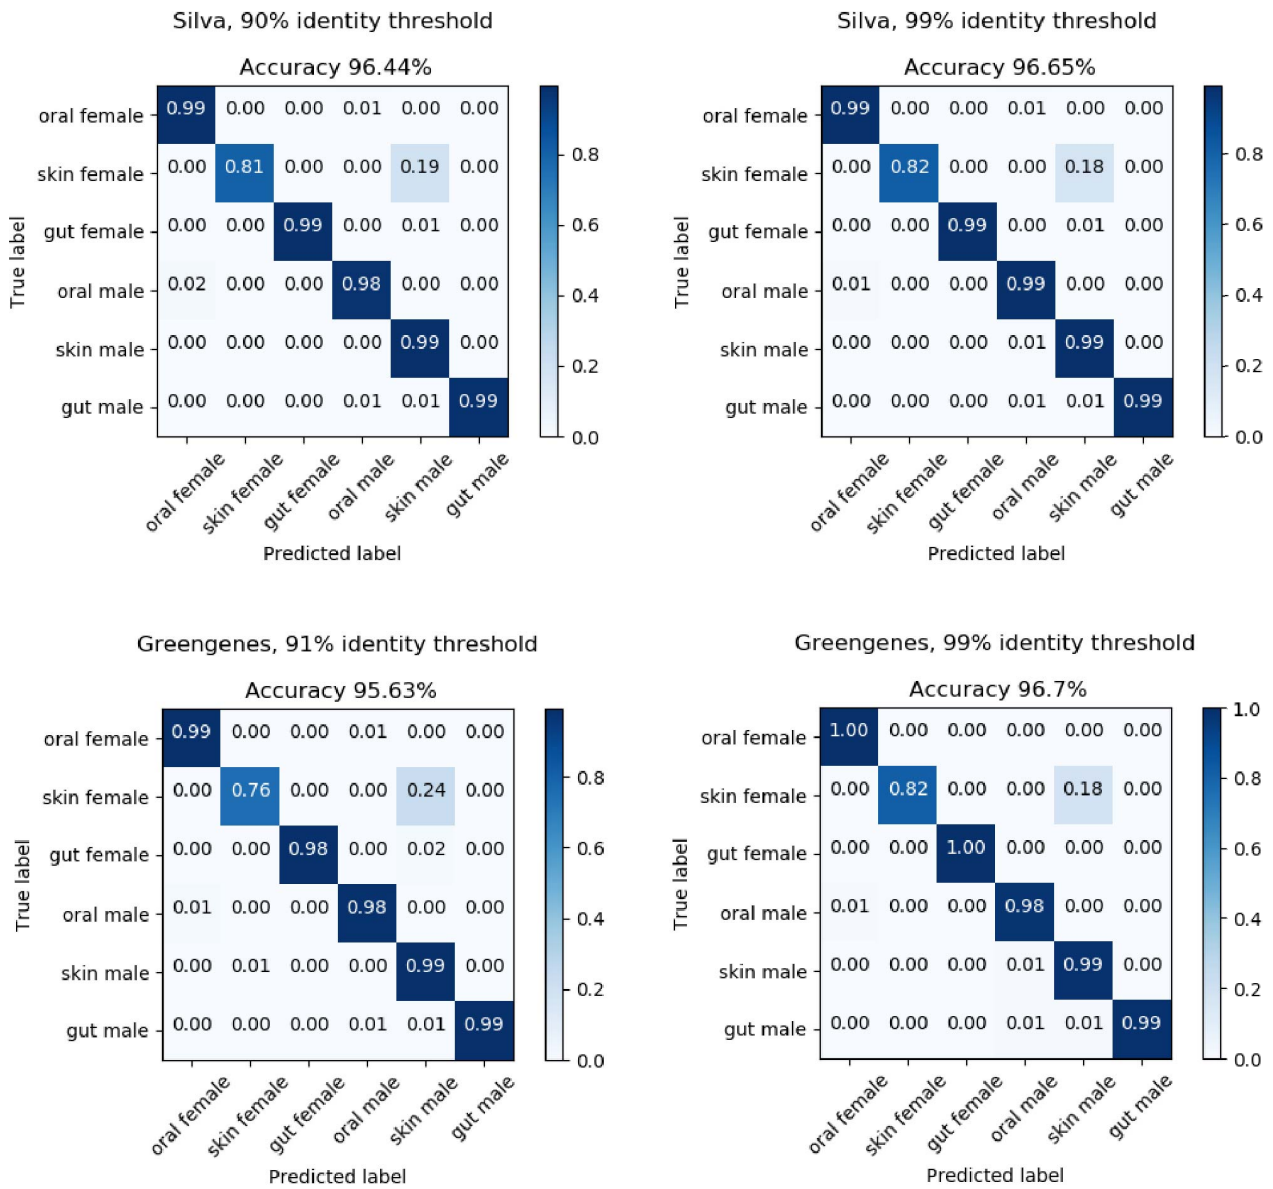 Silva, 90% identity threshold
Accuracy 96.44%
oral female 0.99 0.00 0.00 0.01 0.00 0.00
skin female 0.00 0.81 0.00 0.00 0.19 0.00
gut female 0.00 0.00 0.99 0.00 0.01 0.00
oral male 0.02 0.00 0.00 0.98 0.00 0.00
skin male 0.00 0.00 0.00 0.00 0.99 0.00
gut male 0.00 0.00 0.00 0.01 0.01 0.99
True label
oral female skin female gut female oral male skin male gut male
Predicted label
0.8
0.6
0.4
0.2
0.0
Silva, 99% identity threshold
Accuracy 96.65%
oral female 0.99 0.00 0.00 0.01 0.00 0.00
skin female 0.00 0.82 0.00 0.00 0.18 0.00
gut female 0.00 0.00 0.99 0.00 0.01 0.00
oral male 0.01 0.00 0.00 0.99 0.00 0.00
skin male 0.00 0.00 0.00 0.01 0.99 0.00
gut male 0.00 0.00 0.00 0.01 0.01 0.99
True label
oral female skin female gut female oral male skin male gut male
Predicted label
0.8
0.6
0.4
0.2
0.0
Greengenes, 91% identity threshold
Accuracy 95.63%
oral female 0.99 0.00 0.00 0.01 0.00 0.00
skin female 0.00 0.76 0.00 0.00 0.24 0.00
gut female 0.00 0.00 0.98 0.00 0.02 0.00
oral male 0.01 0.00 0.00 0.98 0.00 0.00
skin male 0.00 0.01 0.00 0.00 0.99 0.00
gut male 0.00 0.00 0.00 0.01 0.01 0.99
True label
oral female skin female gut female oral male skin male gut male
Predicted label
0.8
0.6
0.4
0.2
0.0
Greengenes, 99% identity threshold
Accuracy 96.7%
oral female 1.00 0.00 0.00 0.00 0.00 0.00
skin female 0.00 0.82 0.00 0.00 0.18 0.00
gut female 0.00 0.00 1.00 0.00 0.00 0.00
oral male 0.01 0.00 0.00 0.98 0.00 0.00
skin male 0.00 0.00 0.00 0.01 0.99 0.00
gut male 0.00 0.00 0.00 0.01 0.01 0.99
True label
oral female skin female gut female oral male skin male gut male
Predicted label
1.0
0.8
0.6
0.4
0.2
0.0